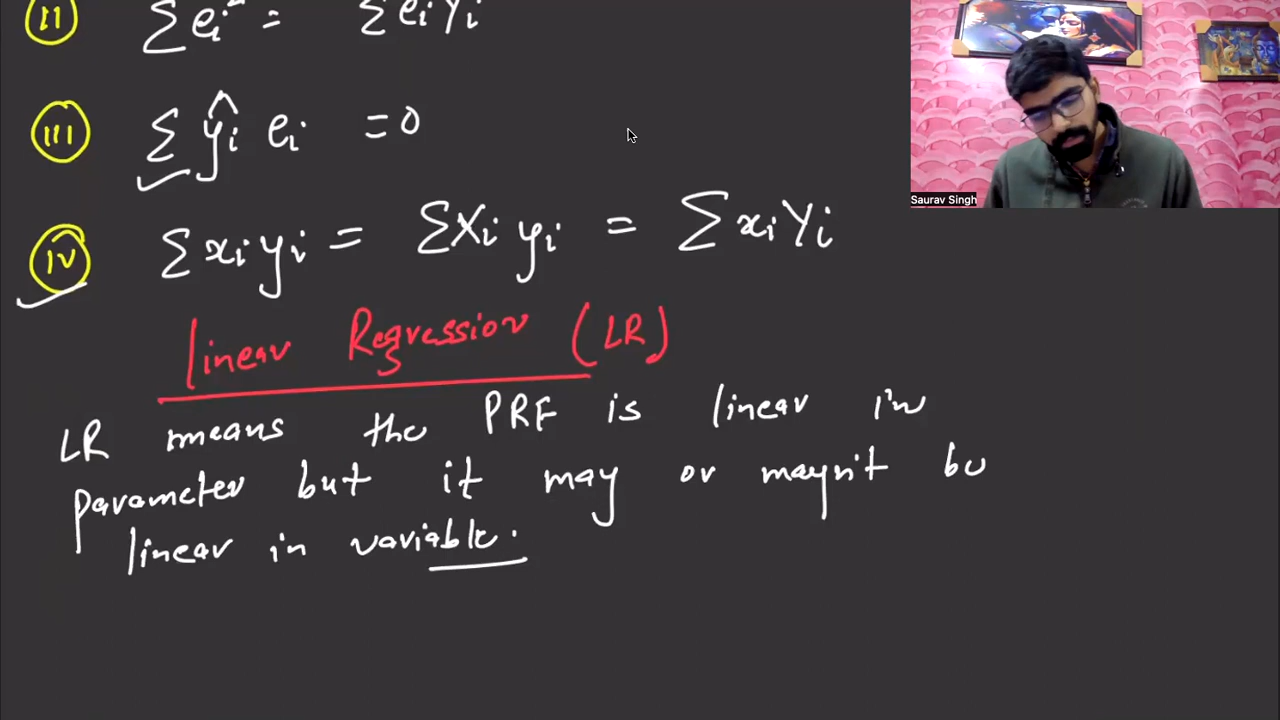 (ii) Σei² = Σeiyi
(iii) Σŷi ei = 0
(iv) Σxiyi = ΣXiyi = ΣxiYi
Linear Regression (LR)
LR means the PRF is linear in
parameter but it may or mayn't be
linear in variable.
Saurav Singh